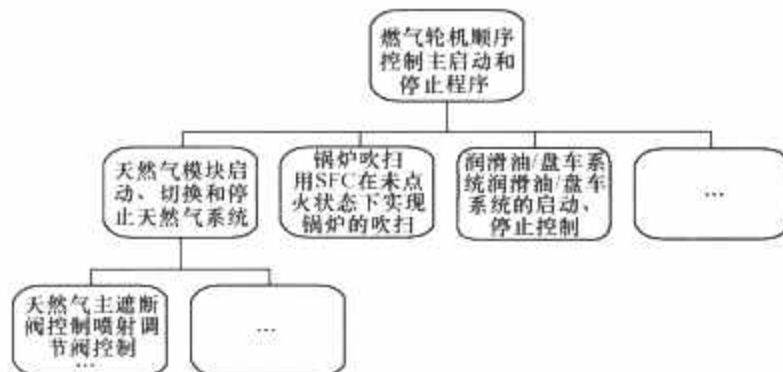 燃气轮机顺序
控制主启动和
停止程序
天然气模块启
动、切换和停
止天然气系统
锅炉吹扫
用SFC在未点
火状态下实现
锅炉的吹扫
润滑油/盘车系
统润滑油/盘车
系统的启动、
停止控制
…
天然气主遮断
阀控制喷射调
节阀控制
…
…